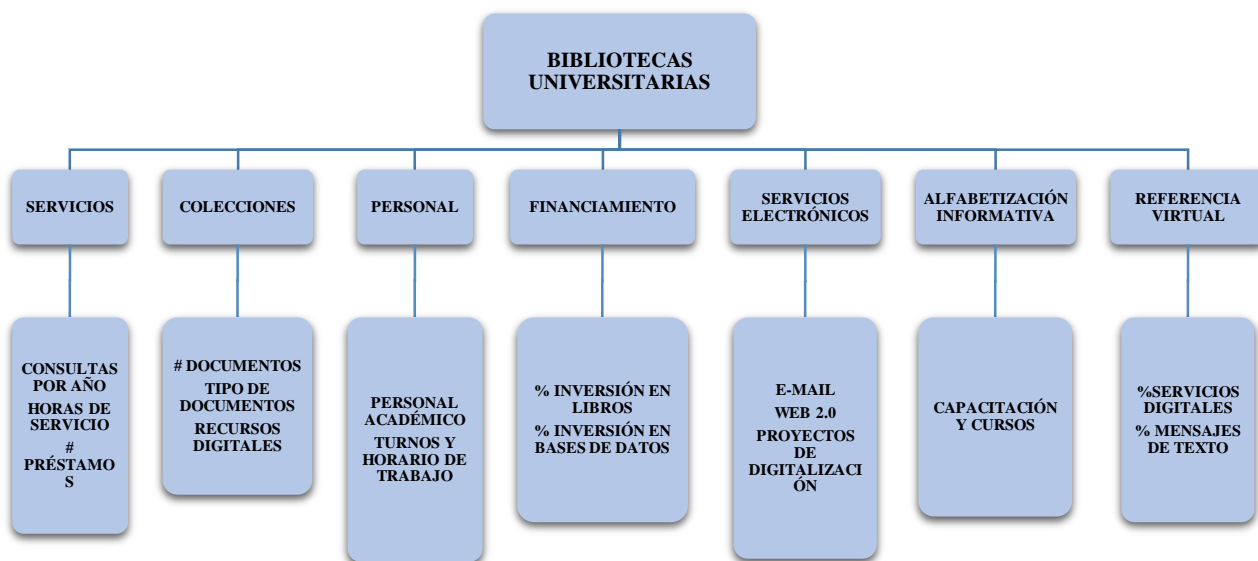 BIBLIOTECAS
UNIVERSITARIAS
SERVICIOS
COLECCIONES
PERSONAL
FINANCIAMIENTO
SERVICIOS
ELECTRÓNICOS
ALFABETIZACIÓN
INFORMATIVA
REFERENCIA
VIRTUAL
CONSULTAS
POR AÑO
HORAS DE
SERVICIO
#
PRÉSTAMO
S
# DOCUMENTOS
TIPO DE
DOCUMENTOS
RECURSOS
DIGITALES
PERSONAL
ACADÉMICO
TURNOS Y
HORARIO DE
TRABAJO
% INVERSIÓN EN
LIBROS
% INVERSIÓN EN
BASES DE DATOS
E-MAIL
WEB 2.0
PROYECTOS
DE
DIGITALIZACI
ÓN
CAPACITACIÓN
Y CURSOS
%SERVICIOS
DIGITALES
% MENSAJES
DE TEXTO